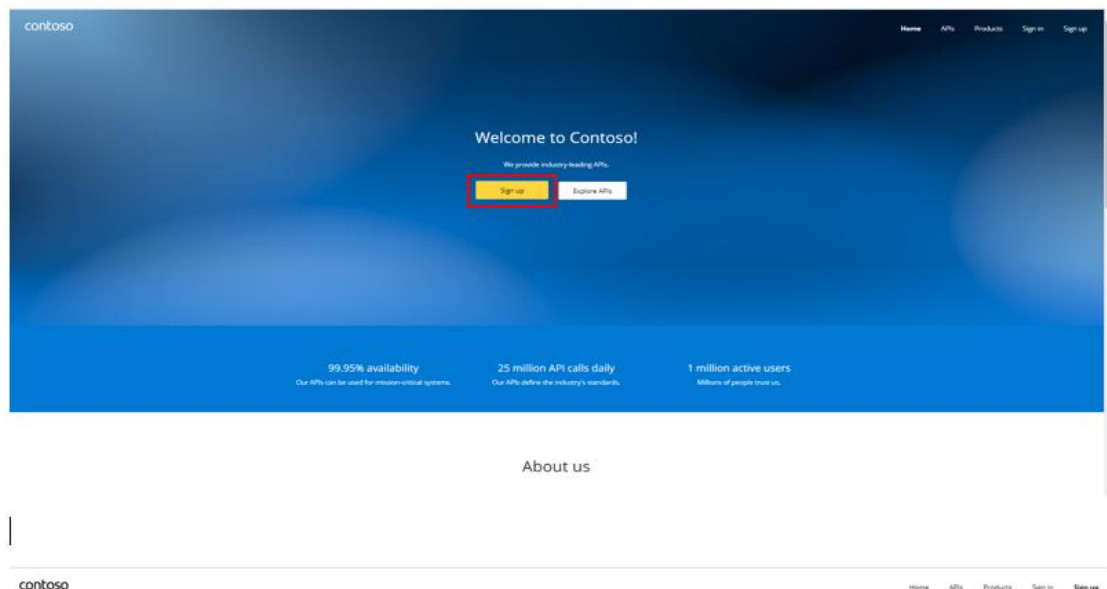 contoso
Home APIs Products Sign in Sign up
Welcome to Contoso!
We provide industry-leading APIs.
Sign up Explore APIs
99.95% availability 25 million API calls daily 1 million active users
Our APIs can be used for mission-critical systems. Our APIs define the industry's standards. Millions of people trust us.
About us
contoso
Home APIs Products Sign in Sign up